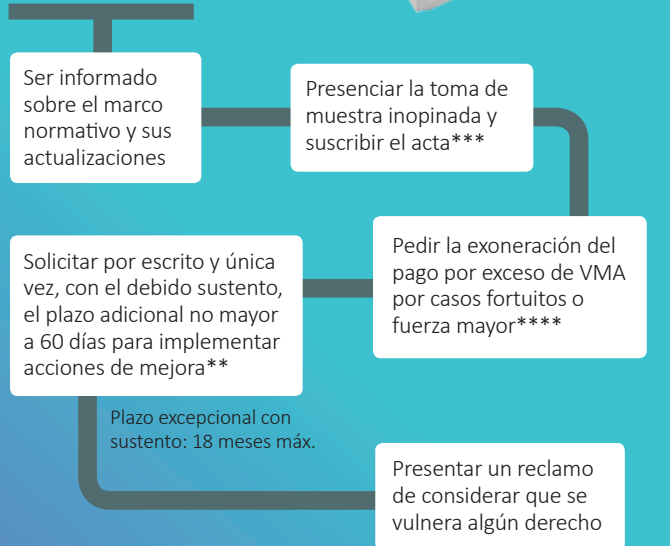 Ser informado
sobre el marco
normativo y sus
actualizaciones
Presenciar la toma de
muestra inopinada y
suscribir el acta***
Pedir la exoneración del
pago por exceso de VMA
por casos fortuitos o
fuerza mayor****
Solicitar por escrito y única
vez, con el debido sustento,
el plazo adicional no mayor
a 60 días para implementar
acciones de mejora**
Plazo excepcional con
sustento: 18 meses máx.
Presentar un reclamo
de considerar que se
vulnera algún derecho